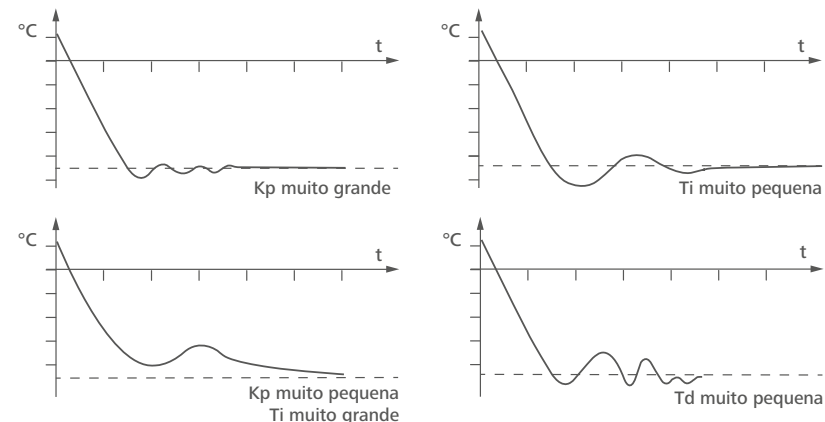 °C
t
Kp muito grande
°C
t
Ti muito pequena
°C
t
Kp muito pequena
Ti muito grande
°C
t
Td muito pequena